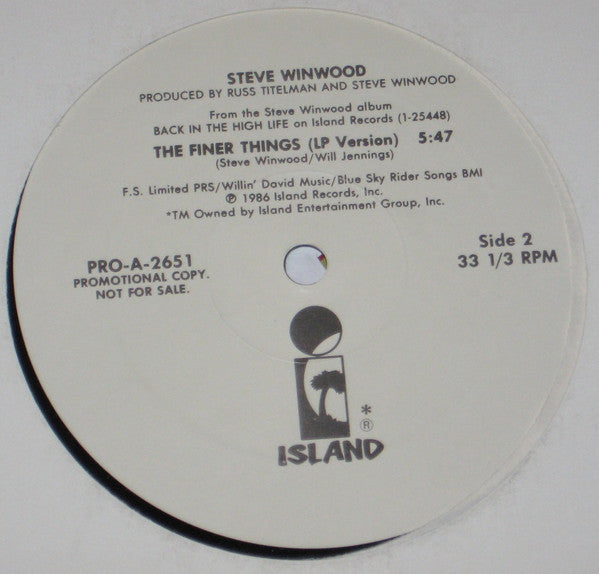 STEVE WINWOOD
PRODUCED BY RUSS TITELMAN AND STEVE WINWOOD
From the Steve Winwood album
BACK IN THE HIGH LIFE on Island Records (1-25448)
THE FINER THINGS (LP Version) 5:47
(Steve Winwood/Will Jennings)
F.S. Limited PRS/Willin' David Music/Blue Sky Rider Songs BMI
℗ 1986 Island Records, Inc.
*TM Owned by Island Entertainment Group, Inc.
PRO-A-2651
PROMOTIONAL COPY.
NOT FOR SALE.
Side 2
33 1/3 RPM
i
*
®
ISLAND